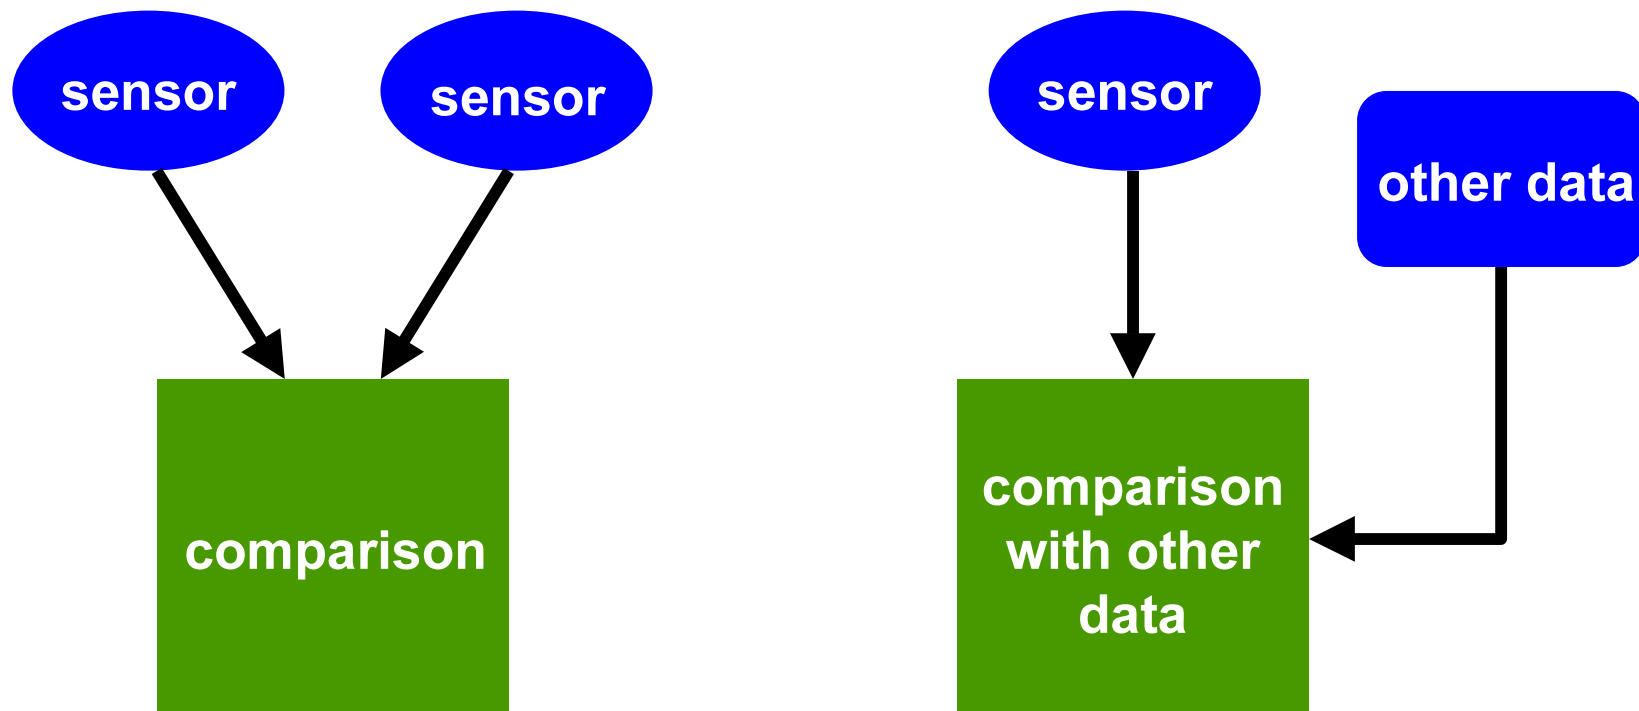 sensor
sensor
comparison
sensor
other data
comparison
with other
data